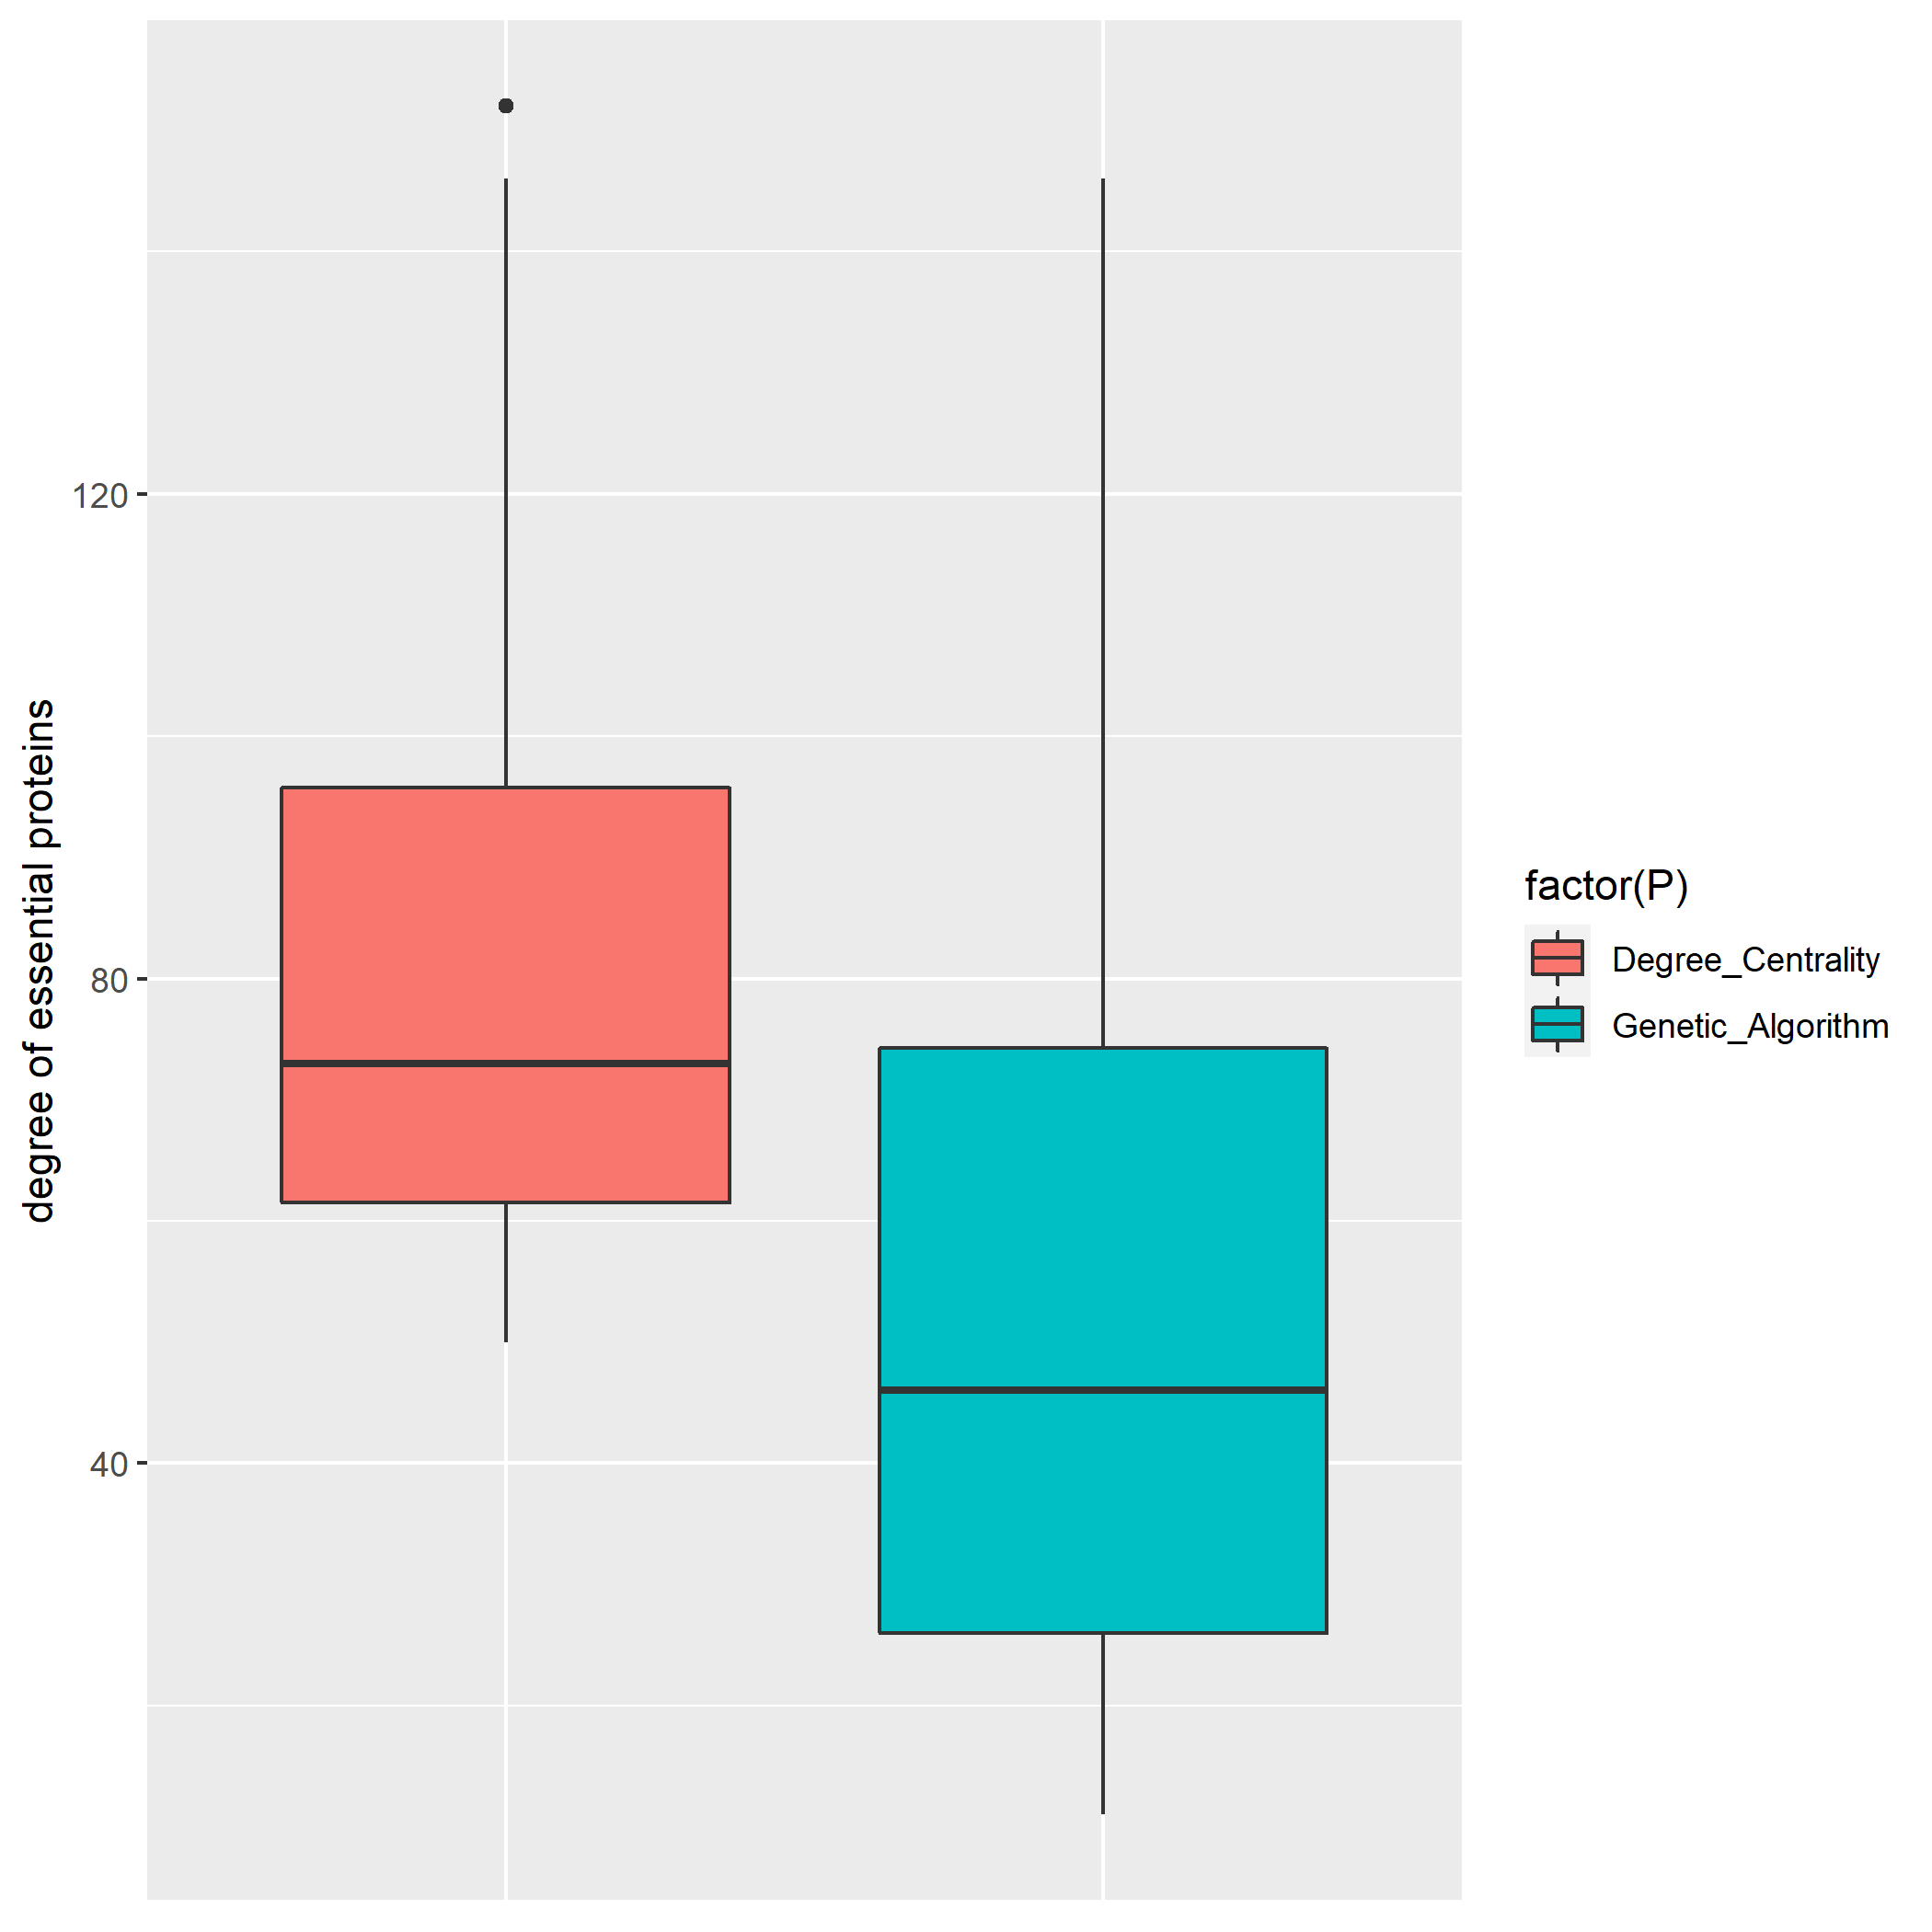 degree of essential proteins
120
80
40
factor(P)
Degree_Centrality
Genetic_Algorithm